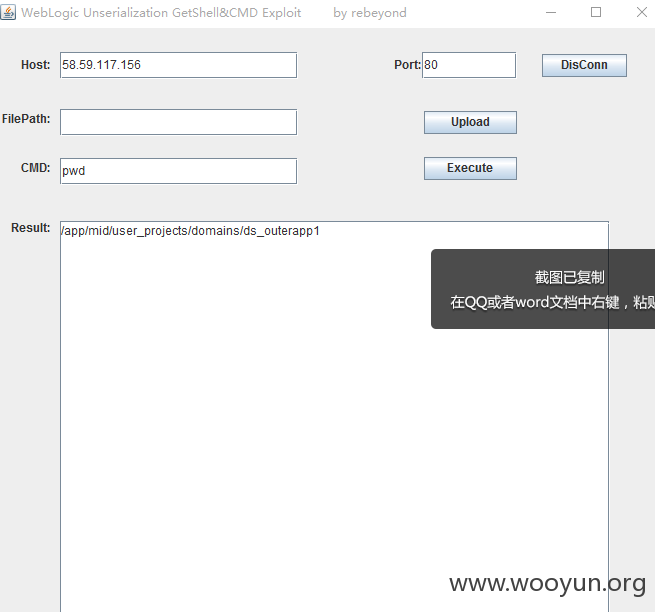 WebLogic Unserialization GetShell&CMD Exploit by rebeyond
Host: 58.59.117.156 Port: 80 DisConn
FilePath: Upload
CMD: pwd Execute
Result: /app/mid/user_projects/domains/ds_outerapp1
截图已复制
在QQ或者word文档中右键，粘贴
www.wooyun.org